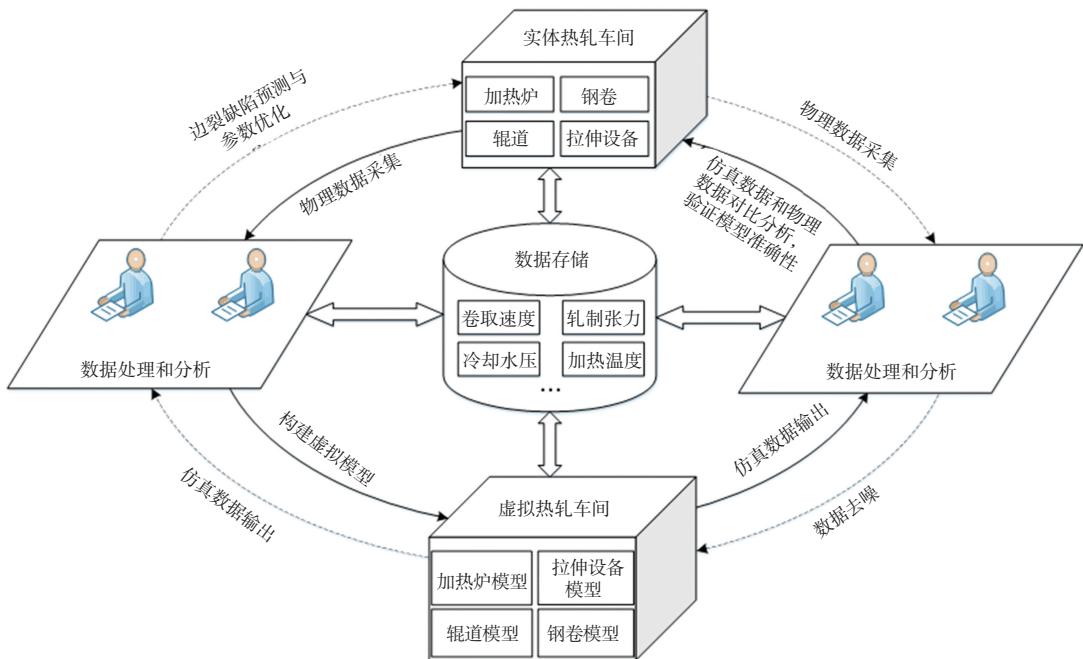 实体热轧车间
加热炉
钢卷
辊道
拉伸设备
边裂缺陷预测与
参数优化
物理数据采集
物理数据采集
仿真数据和物理
数据对比分析，
验证模型准确性
数据存储
卷取速度
轧制张力
冷却水压
加热温度
…
数据处理和分析
数据处理和分析
构建虚拟模型
仿真数据输出
仿真数据输出
数据去噪
虚拟热轧车间
加热炉模型
拉伸设备
模型
辊道模型
钢卷模型